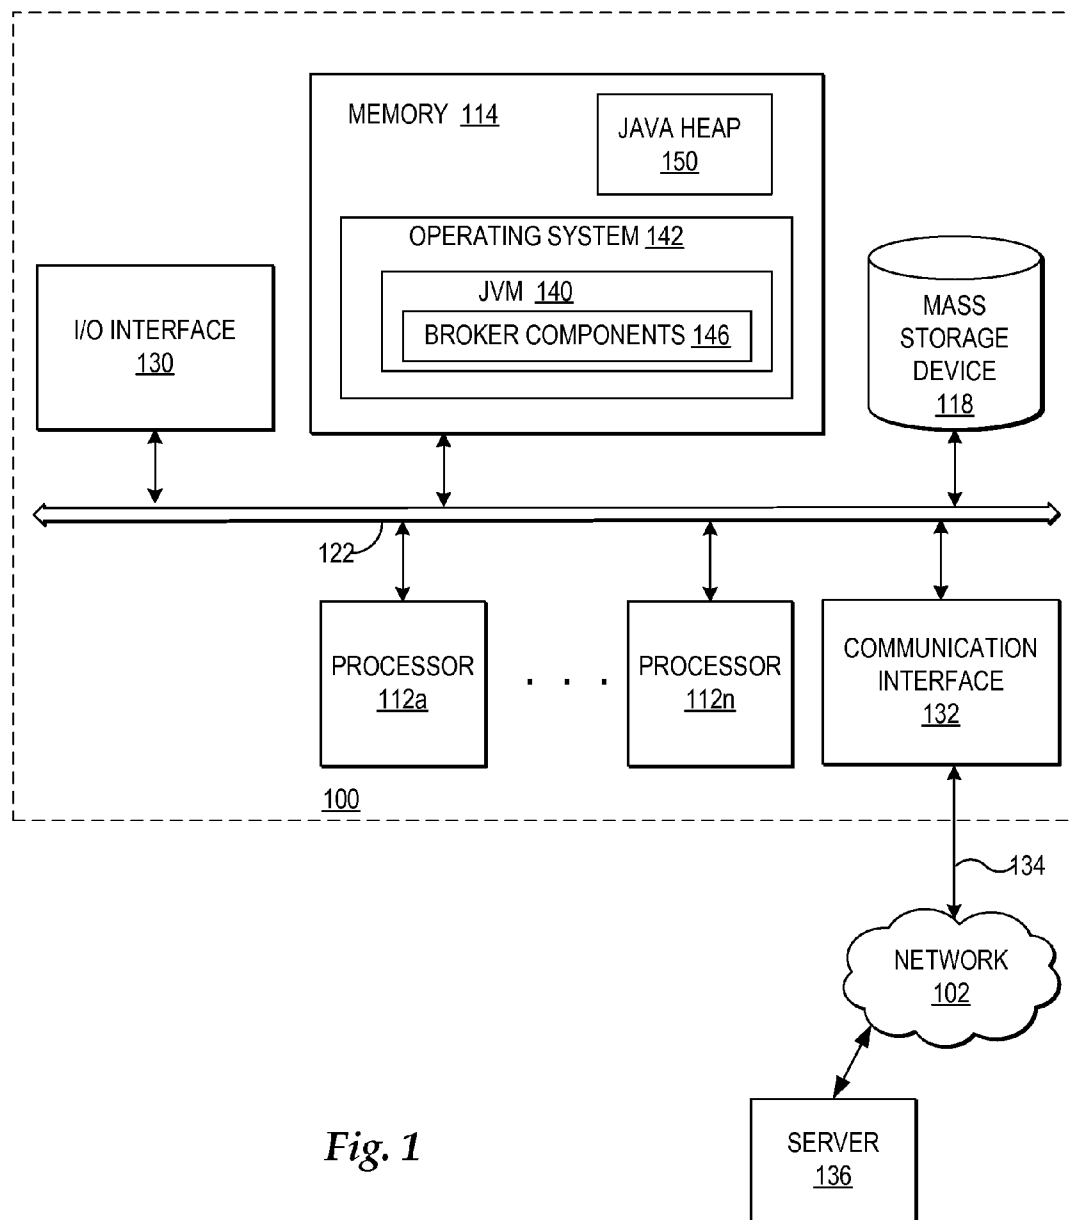 MEMORY 114
JAVA HEAP
150
OPERATING SYSTEM 142
JVM 140
BROKER COMPONENTS 146
I/O INTERFACE
130
MASS
STORAGE
DEVICE
118
122
PROCESSOR
112a
. . .
PROCESSOR
112n
COMMUNICATION
INTERFACE
132
100
134
NETWORK
102
SERVER
136
Fig. 1